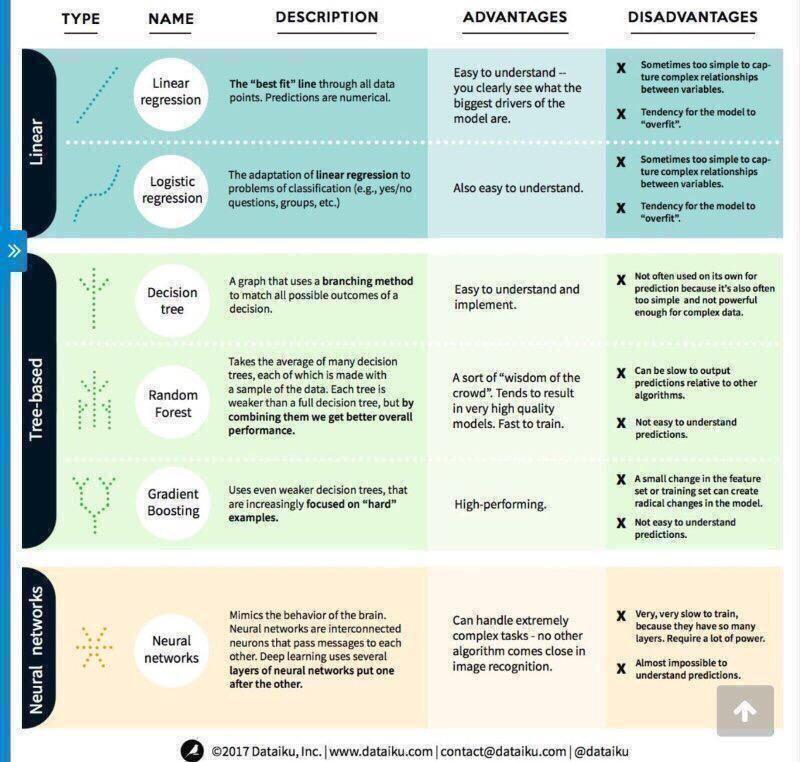 TYPE NAME DESCRIPTION ADVANTAGES DISADVANTAGES
Linear
Linear
regression
The “best fit” line through all data
points. Predictions are numerical.
Easy to understand --
you clearly see what the
biggest drivers of the
model are.
X Sometimes too simple to cap-
ture complex relationships
between variables.
X Tendency for the model to
“overfit”.
Logistic
regression
The adaptation of linear regression to
problems of classification (e.g., yes/no
questions, groups, etc.)
Also easy to understand.
X Sometimes too simple to cap-
ture complex relationships
between variables.
X Tendency for the model to
“overfit”.
Tree-based
Decision
tree
A graph that uses a branching method
to match all possible outcomes of a
decision.
Easy to understand and
implement.
X Not often used on its own for
prediction because it's also often
too simple and not powerful
enough for complex data.
Random
Forest
Takes the average of many decision
trees, each of which is made with
a sample of the data. Each tree is
weaker than a full decision tree, but by
combining them we get better overall
performance.
A sort of “wisdom of the
crowd”. Tends to result
in very high quality
models. Fast to train.
X Can be slow to output
predictions relative to other
algorithms.
X Not easy to understand
predictions.
Gradient
Boosting
Uses even weaker decision trees, that
are increasingly focused on “hard”
examples.
High-performing.
X A small change in the feature
set or training set can create
radical changes in the model.
X Not easy to understand
predictions.
Neural networks
Neural
networks
Mimics the behavior of the brain.
Neural networks are interconnected
neurons that pass messages to each
other. Deep learning uses several
layers of neural networks put one
after the other.
Can handle extremely
complex tasks - no other
algorithm comes close in
image recognition.
X Very, very slow to train,
because they have so many
layers. Require a lot of power.
X Almost impossible to
understand predictions.
©2017 Dataiku, Inc. | www.dataiku.com | contact@dataiku.com | @dataiku